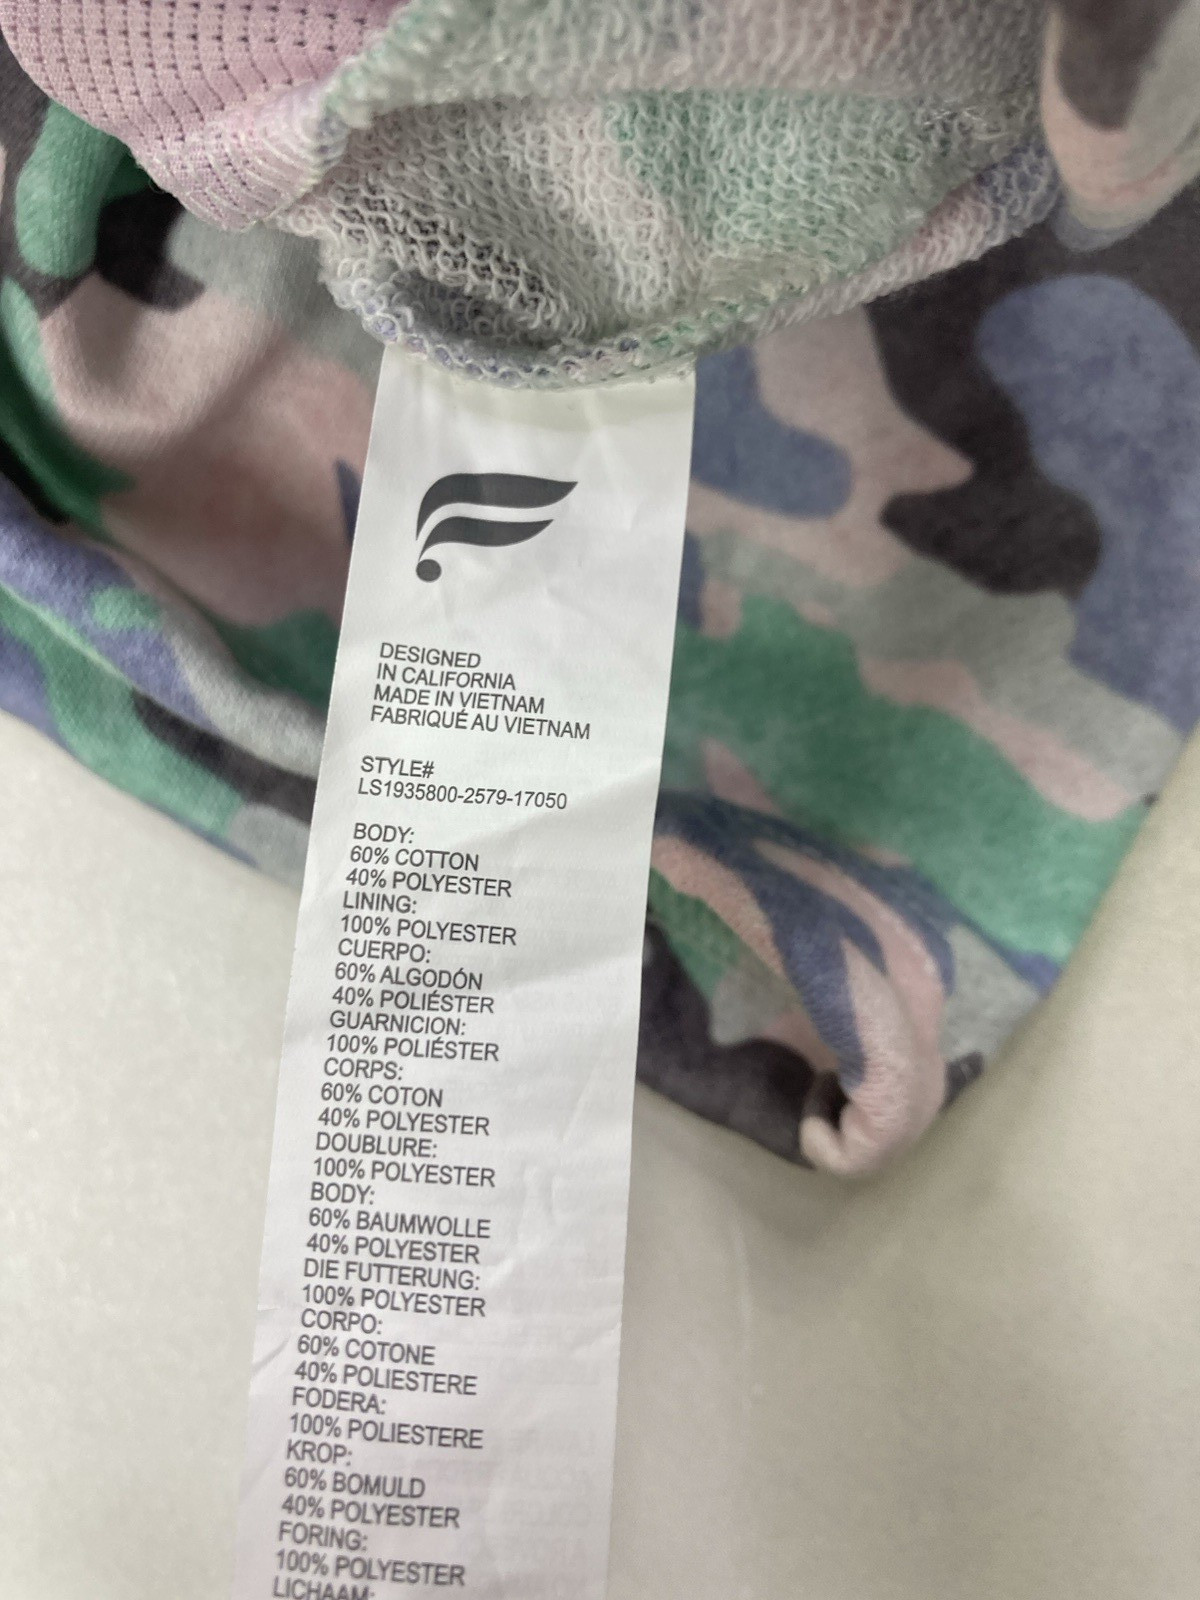 DESIGNED
IN CALIFORNIA
MADE IN VIETNAM
FABRIQUÉ AU VIETNAM
STYLE#
LS1935800-2579-17050
BODY:
60% COTTON
40% POLYESTER
LINING:
100% POLYESTER
CUERPO:
60% ALGODÓN
40% POLIÉSTER
GUARNICION:
100% POLIÉSTER
CORPS:
60% COTON
40% POLYESTER
DOUBLURE:
100% POLYESTER
BODY:
60% BAUMWOLLE
40% POLYESTER
DIE FUTTERUNG:
100% POLYESTER
CORPO:
60% COTONE
40% POLIESTERE
FODERA:
100% POLIESTERE
KROP:
60% BOMULD
40% POLYESTER
FORING:
100% POLYESTER
LICHAAM: